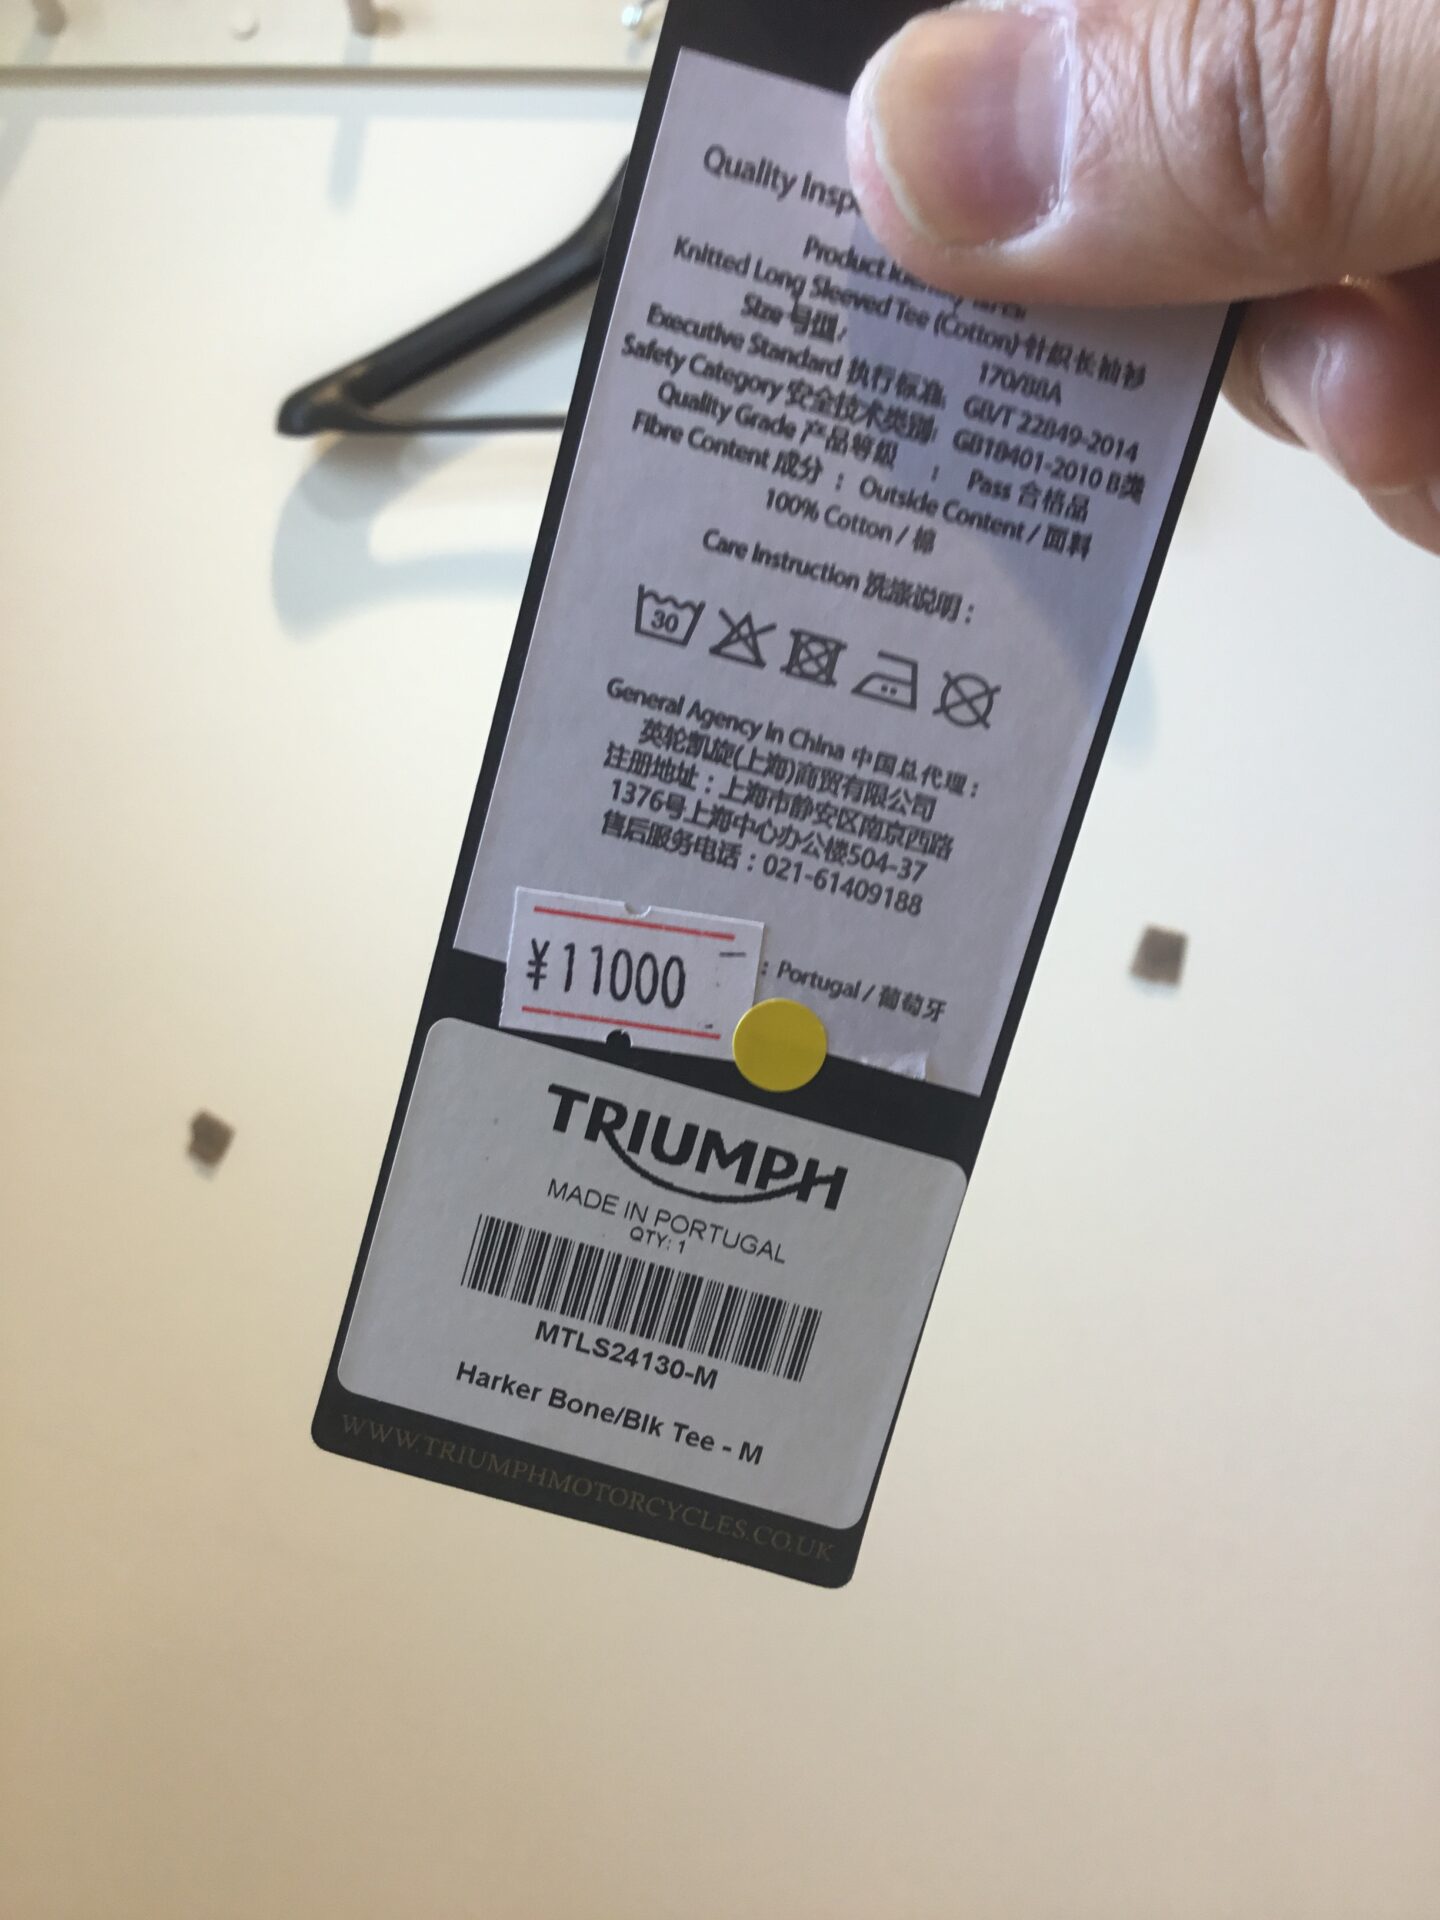 Quality
Product
Knitted Long Sleeved Tee (Cotton) 针织长袖衫
Size 号型: 170/88A
Executive Standard 执行标准: GB/T 22849-2014
Safety Category 安全技术类别: GB18401-2010 B类
Quality Grade 产品等级 : Pass 合格品
Fibre Content 成分 : Outside Content / 面料
100% Cotton / 棉
Care Instruction 洗涤说明 :
30
General Agency in China 中国总代理 :
英轮凯旋(上海)商贸有限公司
注册地址 : 上海市静安区南京西路
1376号上海中心办公楼504-37
售后服务电话 : 021-61409188
: Portugal / 葡萄牙
¥11000
TRIUMPH
MADE IN PORTUGAL
QTY: 1
MTLS24130-M
Harker Bone/Blk Tee - M
WWW.TRIUMPHMOTORCYCLES.CO.UK